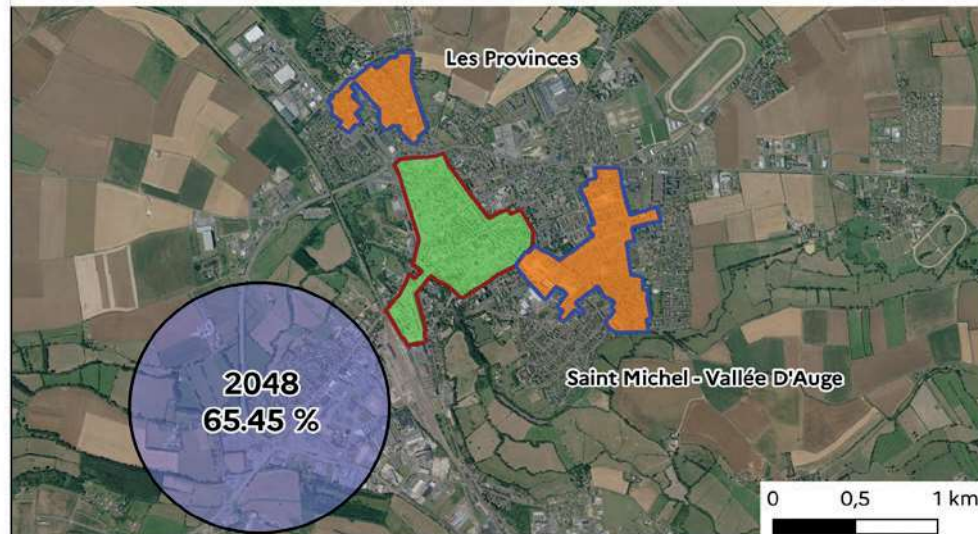 Les Provinces
2048
65.45 %
Saint Michel - Vallée D'Auge
0 0,5 1 km